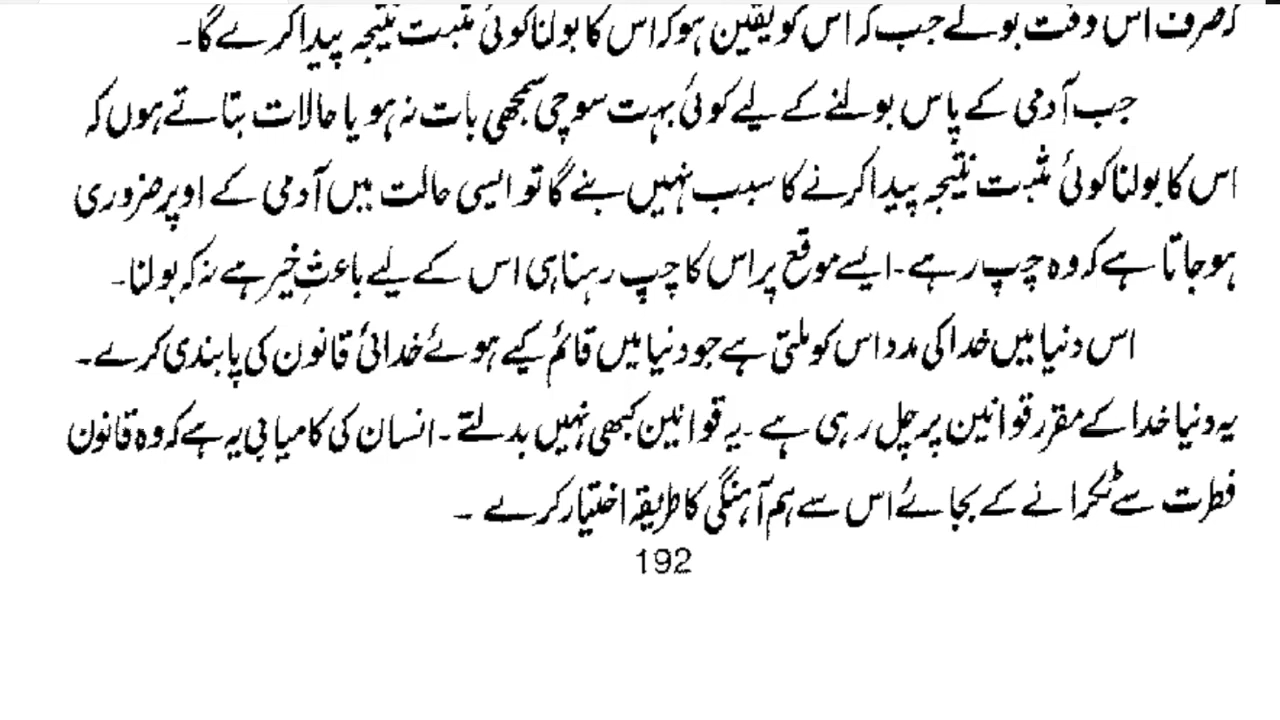 کہ صرف اس وقت بولے جب کہ اس کو یقین ہو کہ اس کا بولنا کوئی مثبت نتیجہ پیدا کرے گا۔
جب آدمی کے پاس بولنے کے لیے کوئی بہت سوچی سمجھی بات نہ ہو یا حالات بتاتے ہوں کہ
اس کا بولنا کوئی مثبت نتیجہ پیدا کرنے کا سبب نہیں بنے گا تو ایسی حالت میں آدمی کے اوپر ضروری
ہو جاتا ہے کہ وہ چپ رہے۔ ایسے موقع پر اس کا چپ رہنا ہی اس کے لیے باعثِ خیر ہے نہ کہ بولنا۔
اس دنیا میں خدا کی مدد اس کو ملتی ہے جو دنیا میں قائم کیے ہوئے خدائی قانون کی پابندی کرے۔
یہ دنیا خدا کے مقرر قوانین پر چل رہی ہے۔ یہ قوانین کبھی نہیں بدلتے۔ انسان کی کامیابی یہ ہے کہ وہ قانون
فطرت سے ٹکرانے کے بجائے اس سے ہم آہنگی کا طریقہ اختیار کرے۔
192